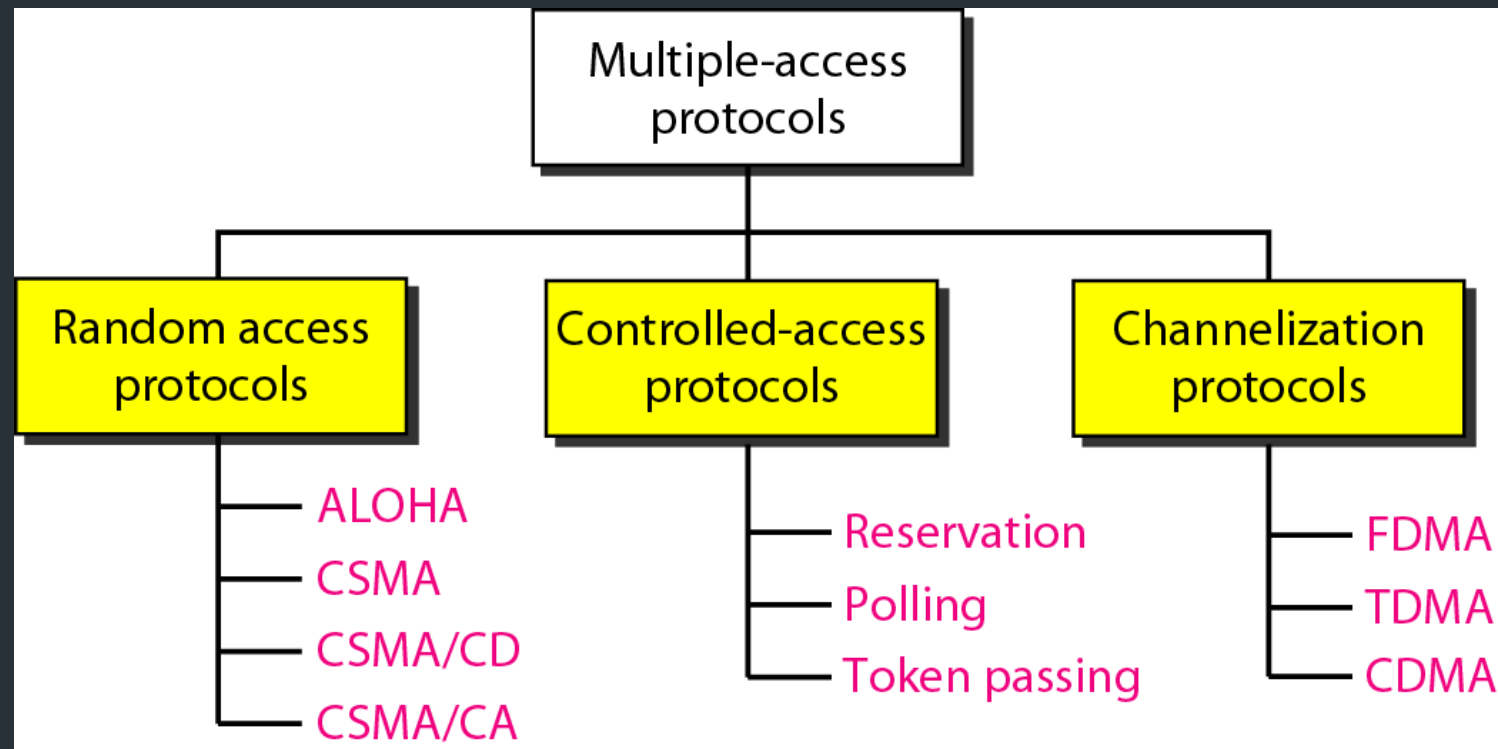 Multiple-access
protocols
Random access
protocols
ALOHA
CSMA
CSMA/CD
CSMA/CA
Controlled-access
protocols
Reservation
Polling
Token passing
Channelization
protocols
FDMA
TDMA
CDMA